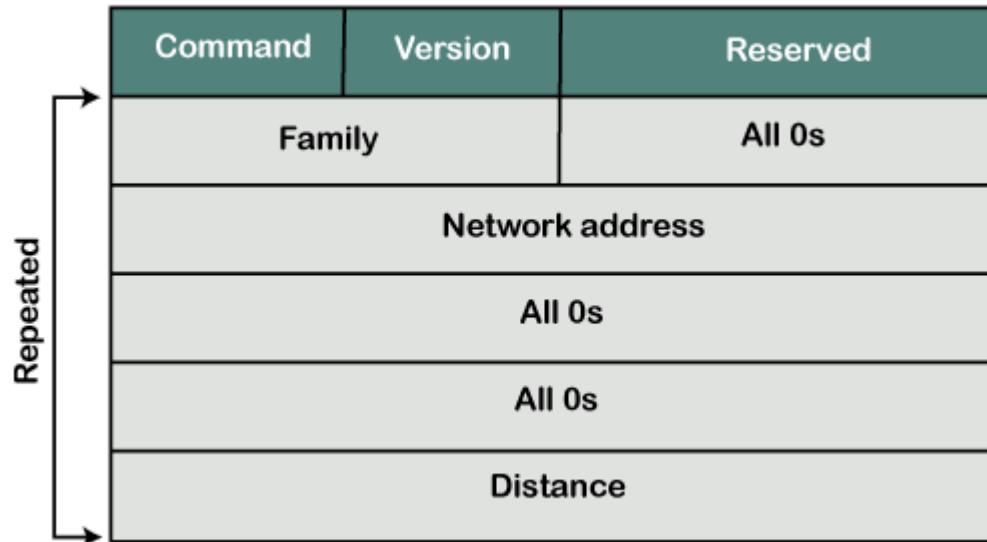 Command Version Reserved
Family All 0s
Network address
All 0s
All 0s
Distance
Repeated